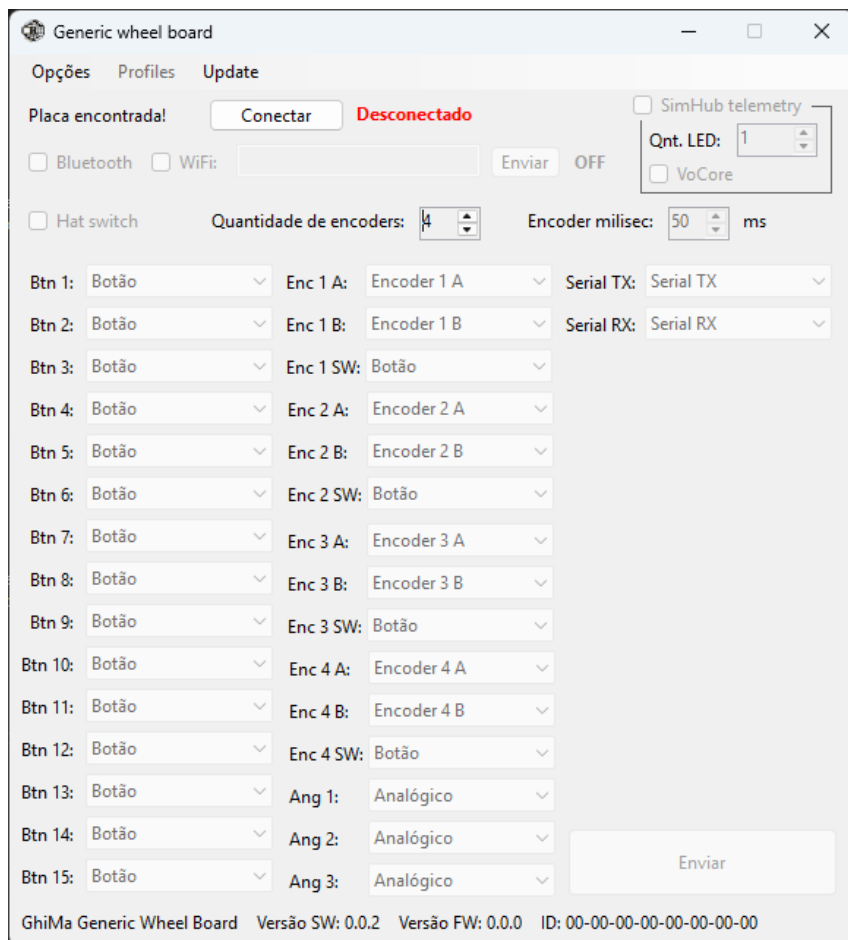 Generic wheel board
Opções Profiles Update
Placa encontrada! Conectar Desconectado SimHub telemetry
Qnt. LED: 1
Bluetooth WiFi: Enviar OFF VoCore
Hat switch Quantidade de encoders: 4 Encoder milisec: 50 ms
Btn 1: Botão Enc 1 A: Encoder 1 A Serial TX: Serial TX
Btn 2: Botão Enc 1 B: Encoder 1 B Serial RX: Serial RX
Btn 3: Botão Enc 1 SW: Botão
Btn 4: Botão Enc 2 A: Encoder 2 A
Btn 5: Botão Enc 2 B: Encoder 2 B
Btn 6: Botão Enc 2 SW: Botão
Btn 7: Botão Enc 3 A: Encoder 3 A
Btn 8: Botão Enc 3 B: Encoder 3 B
Btn 9: Botão Enc 3 SW: Botão
Btn 10: Botão Enc 4 A: Encoder 4 A
Btn 11: Botão Enc 4 B: Encoder 4 B
Btn 12: Botão Enc 4 SW: Botão
Btn 13: Botão Ang 1: Analógico
Btn 14: Botão Ang 2: Analógico
Btn 15: Botão Ang 3: Analógico
Enviar
GhiMa Generic Wheel Board Versão SW: 0.0.2 Versão FW: 0.0.0 ID: 00-00-00-00-00-00-00-00